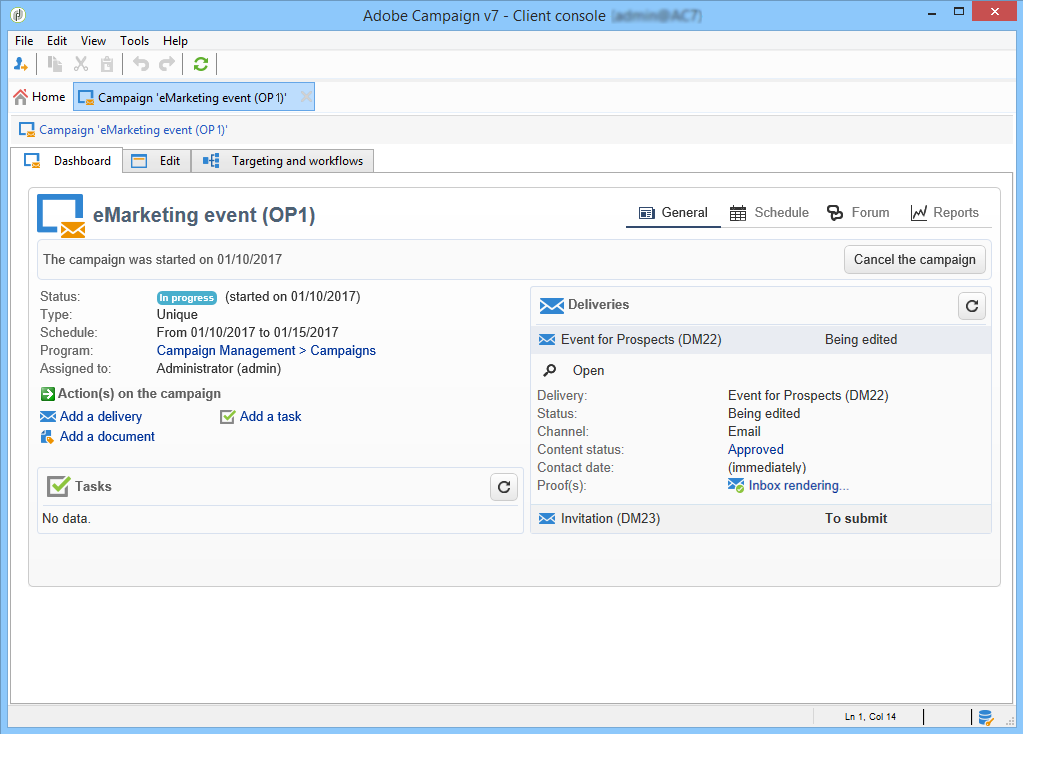 Adobe Campaign v7 - Client console
File Edit View Tools Help
Home Campaign 'eMarketing event (OP1)'
Campaign 'eMarketing event (OP1)'
Dashboard Edit Targeting and workflows
eMarketing event (OP1)
General Schedule Forum Reports
The campaign was started on 01/10/2017
Cancel the campaign
Status: In progress (started on 01/10/2017)
Type: Unique
Schedule: From 01/10/2017 to 01/15/2017
Program: Campaign Management > Campaigns
Assigned to: Administrator (admin)
Action(s) on the campaign
Add a delivery Add a task
Add a document
Tasks
No data.
Deliveries
Event for Prospects (DM22) Being edited
Open
Delivery: Event for Prospects (DM22)
Status: Being edited
Channel: Email
Content status: Approved
Contact date: (immediately)
Proof(s): Inbox rendering...
Invitation (DM23) To submit
Ln 1, Col 14